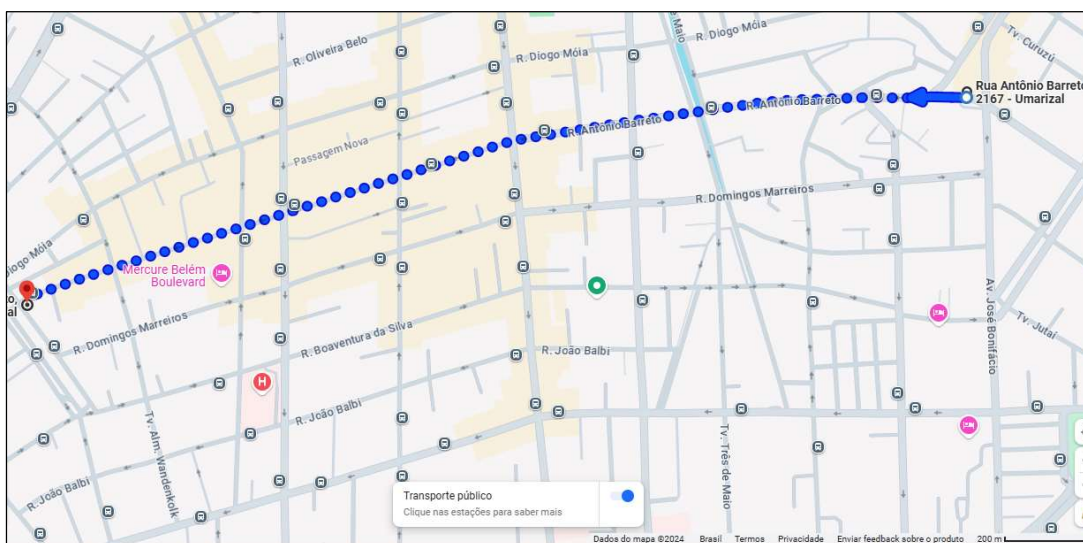 R. Diogo Móia
R. Diogo Móia
Tv. Curuzú
R. Oliveira Belo
Rua Antônio Barreto
2167 - Umarizal
R. Antônio Barreto
R. Antônio Barreto
Passagem Nova
R. Domingos Marreiros
Diogo Móia
Mercure Belém
Boulevard
R. Domingos Marreiros
R. Boaventura da Silva
Av. José Bonifácio
Tv. Jutaí
R. João Balbi
H
R. João Balbi
Tv. Alm. Wandenkolk
Tv. Três de Maio
R. João Balbi
Transporte público
Clique nas estações para saber mais
Dados do mapa ©2024 Brasil Termos Privacidade Enviar feedback sobre o produto 200 m